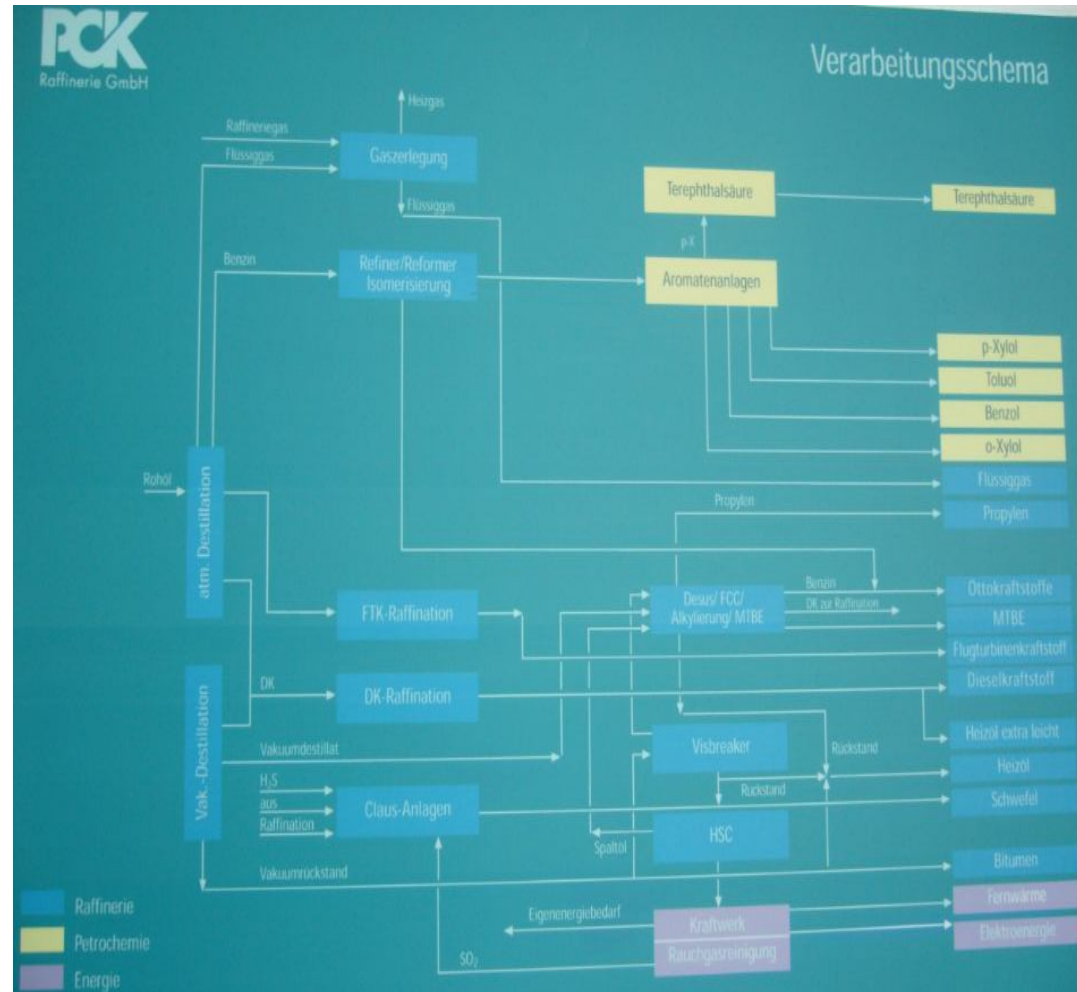 PCK
Raffinerie GmbH
Verarbeitungsschema
Heizgas
Raffineriegas
Gaszerlegung
Flüssiggas
Flüssiggas
Terephthalsäure
Terephthalsäure
p-X
Benzin
Refiner/Reformer
Isomerisierung
Aromatenanlagen
p-Xylol
Toluol
Benzol
o-Xylol
Rohöl
atm. Destillation
Flüssiggas
Propylen
Propylen
Desus/ FCC/
Alkylierung/ MTBE
Benzin
DK zur Raffination
Ottokraftstoffe
MTBE
FTK-Raffination
Flugturbinenkraftstoff
DK
DK-Raffination
Dieselkraftstoff
Vak.-Destillation
Vakuumdestillat
Visbreaker
Rückstand
Heizöl extra leicht
Heizöl
H₂S
aus
Raffination
Claus-Anlagen
Rückstand
Schwefel
HSC
Spaltöl
Vakuumrückstand
Bitumen
Raffinerie
Petrochemie
Energie
Eigenenergiebedarf
Kraftwerk
Rauchgasreinigung
SO₂
Fernwärme
Elektroenergie